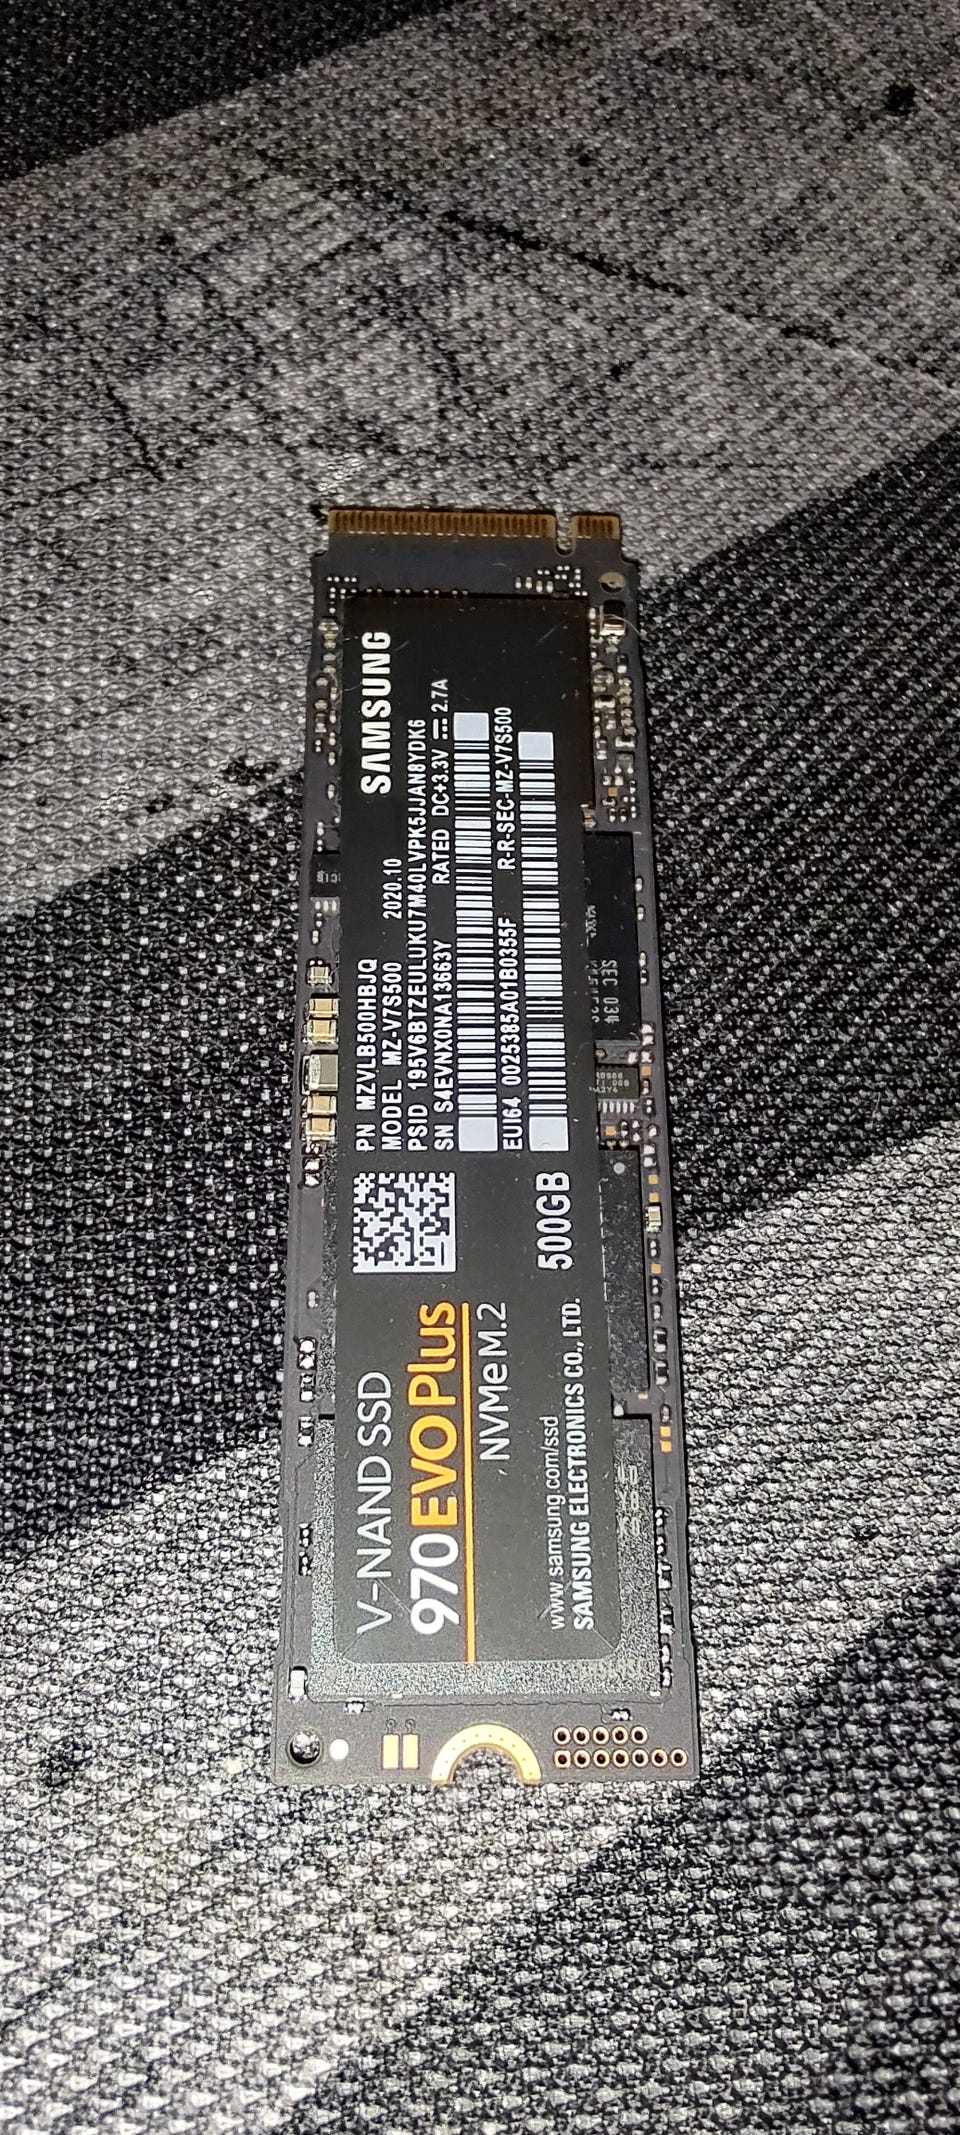 V-NAND SSD
970 EVO Plus
NVMe M.2
www.samsung.com/ssd
SAMSUNG ELECTRONICS CO., LTD.
500GB
SAMSUNG
PN MZVLB500HBJQ
MODEL MZ-V7S500 2020.10
PSID 195V6BTZEULUKU7M40LVPK5JJAN8YDK6
SN S4EVNX0NA13663Y RATED DC+3.3V 2.7A
EUI64 0025385A01B0355F R-R-SEC-MZ-V7S500
SEC 034